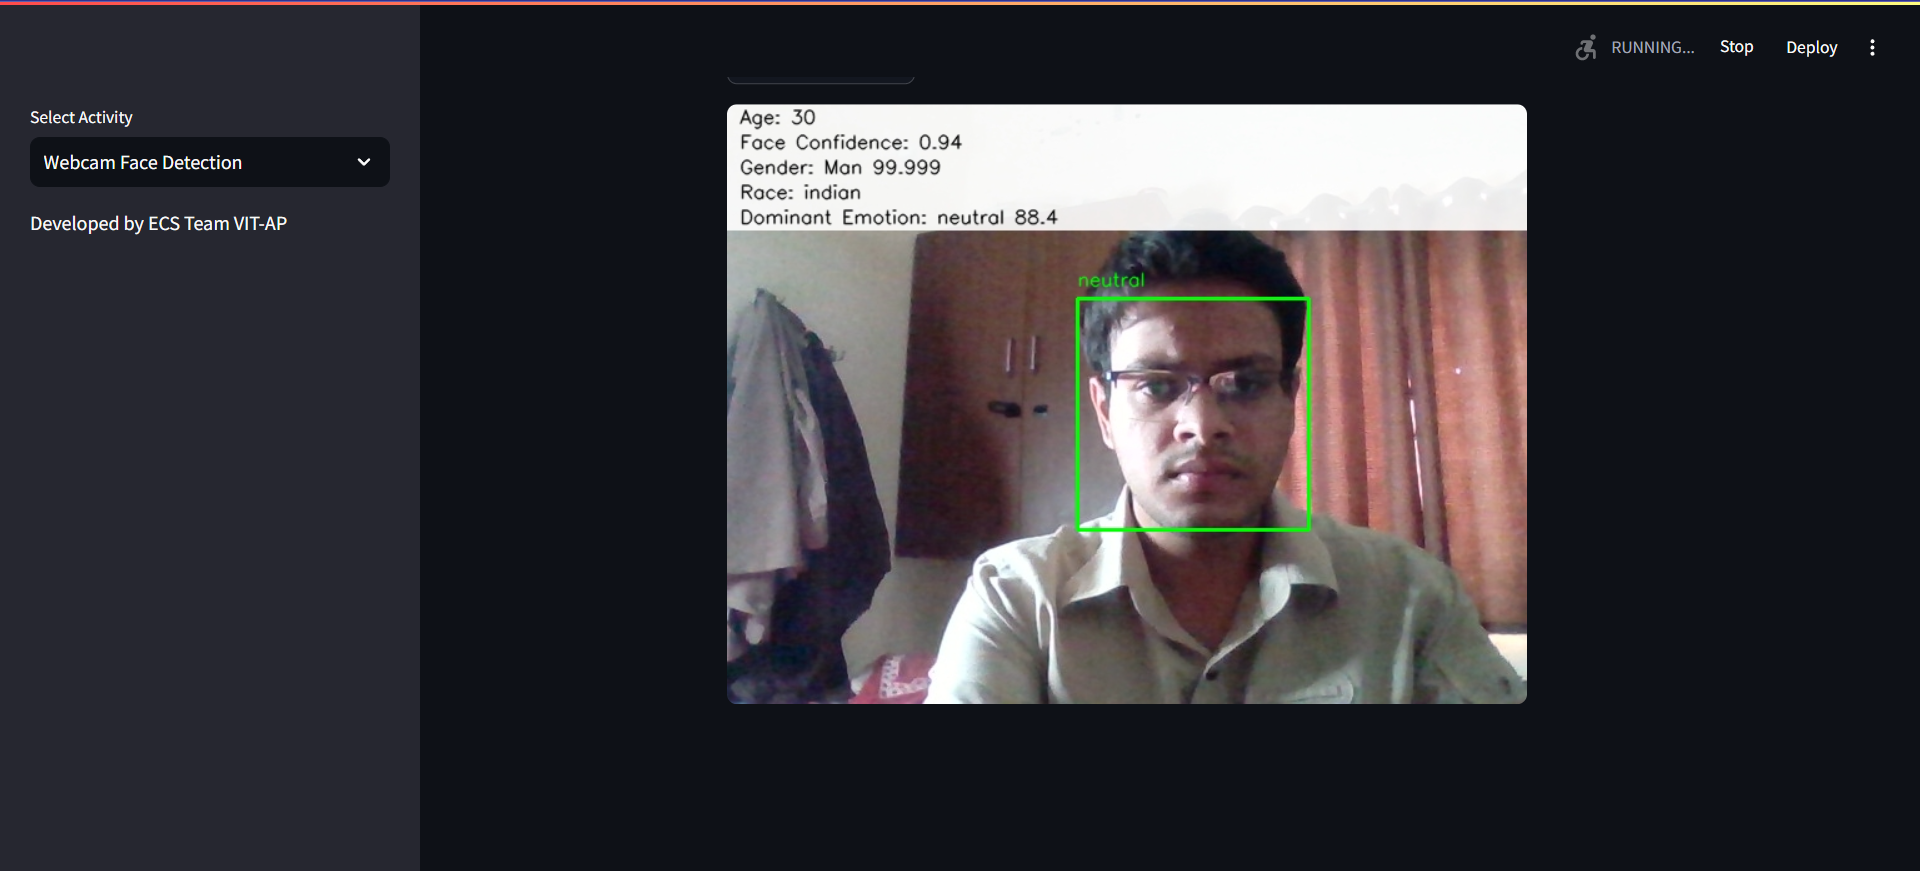 RUNNING...
Stop
Deploy
Select Activity
Webcam Face Detection
Developed by ECS Team VIT-AP
Age: 30
Face Confidence: 0.94
Gender: Man 99.999
Race: indian
Dominant Emotion: neutral 88.4
neutral